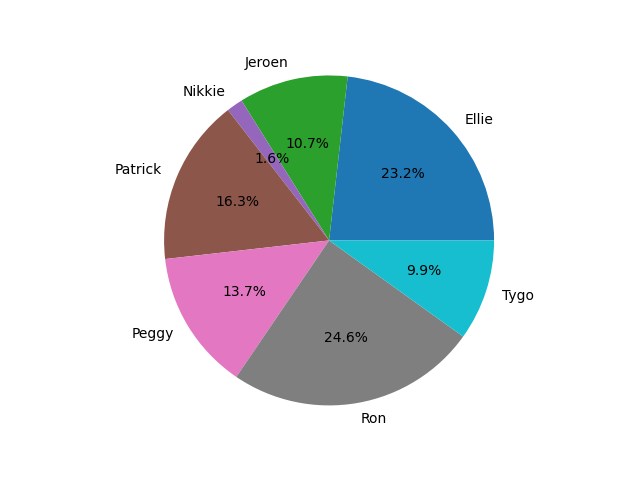 Jeroen
Nikkie
Ellie
10.7%
1.6%
23.2%
Patrick
16.3%
9.9%
13.7%
Tygo
Peggy
24.6%
Ron